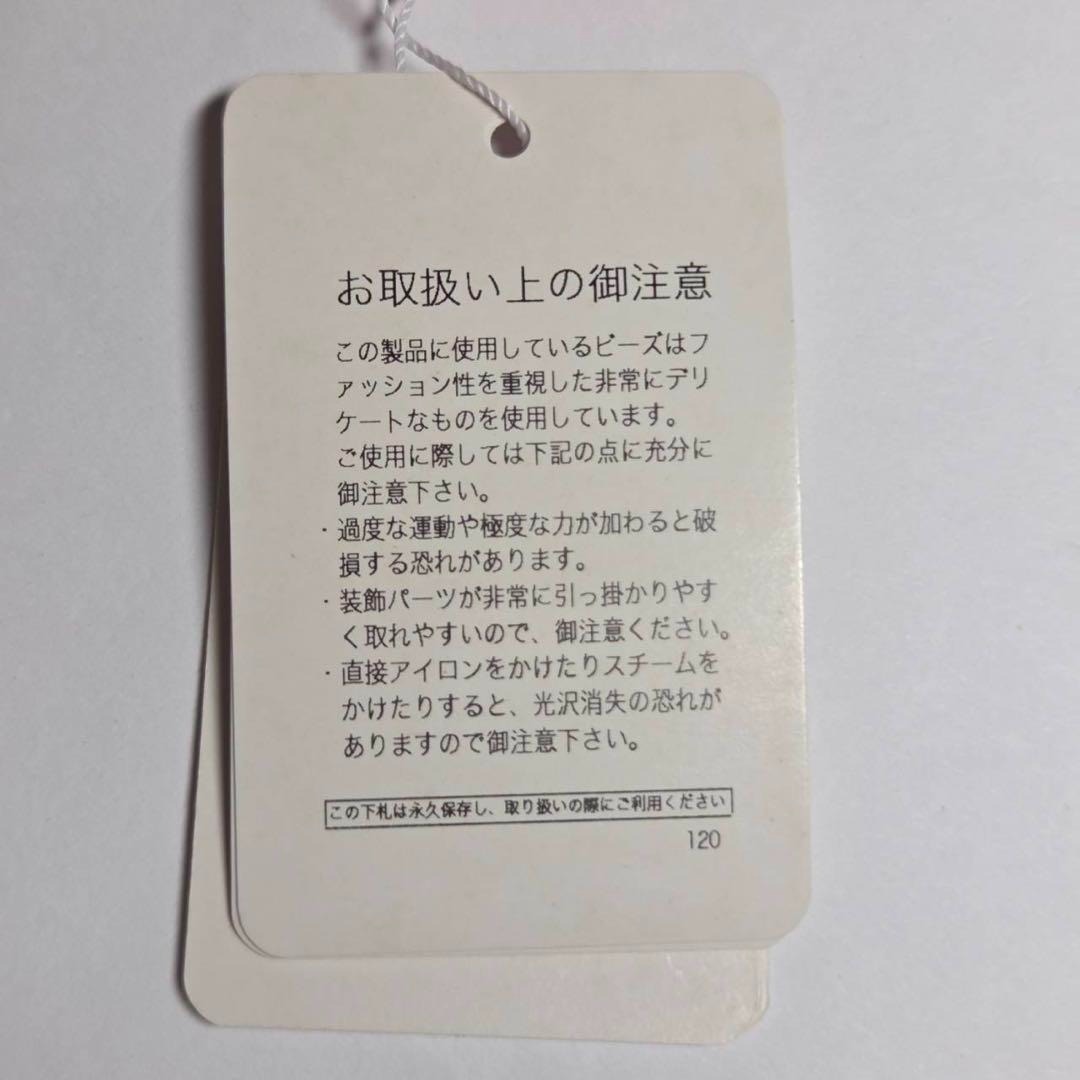 お取扱い上の御注意
この製品に使用しているビーズはフ
ァッション性を重視した非常にデリ
ケートなものを使用しています。
ご使用に際しては下記の点に充分に
御注意下さい。
・過度な運動や極度な力が加わると破
損する恐れがあります。
・装飾パーツが非常に引っ掛かりやす
く取れやすいので、御注意ください。
・直接アイロンをかけたりスチームを
かけたりすると、光沢消失の恐れが
ありますので御注意下さい。
この下札は永久保存し、取り扱いの際にご利用ください
120